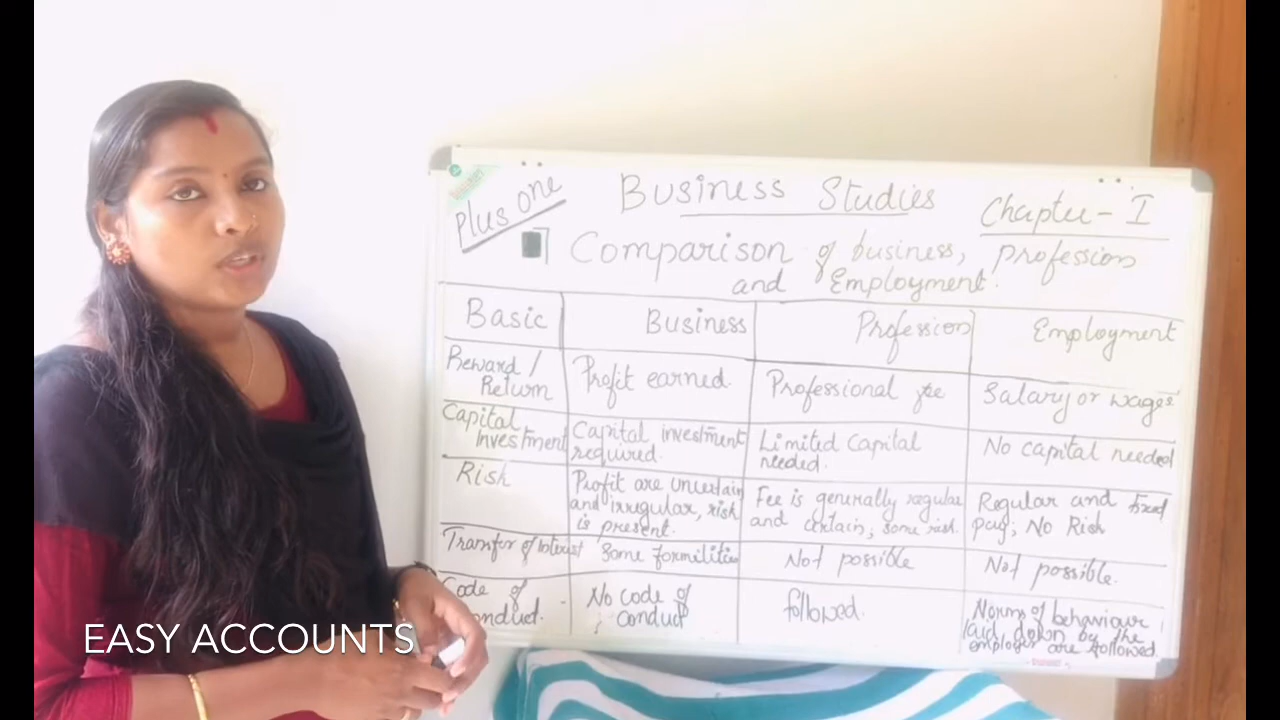 Plus one
Business Studies
Chapter - I
Comparison of business, profession
and Employment.
Basic
Business
Profession
Employment
Reward /
Return
Profit earned.
Professional fee
Salary or wages
Capital
Investment
Capital investment
required.
Limited Capital
needed.
No capital needed
Risk
Profit are uncertain
and irregular, risk
is present.
Fee is generally regular
and certain; some risk.
Regular and fixed
pay; No Risk
Transfer of Interest
Some formilities
Not possible
Not possible.
Code of
conduct.
No code of
conduct
followed.
Norms of behaviour
laid down by the
employer are followed.
EASY ACCOUNTS